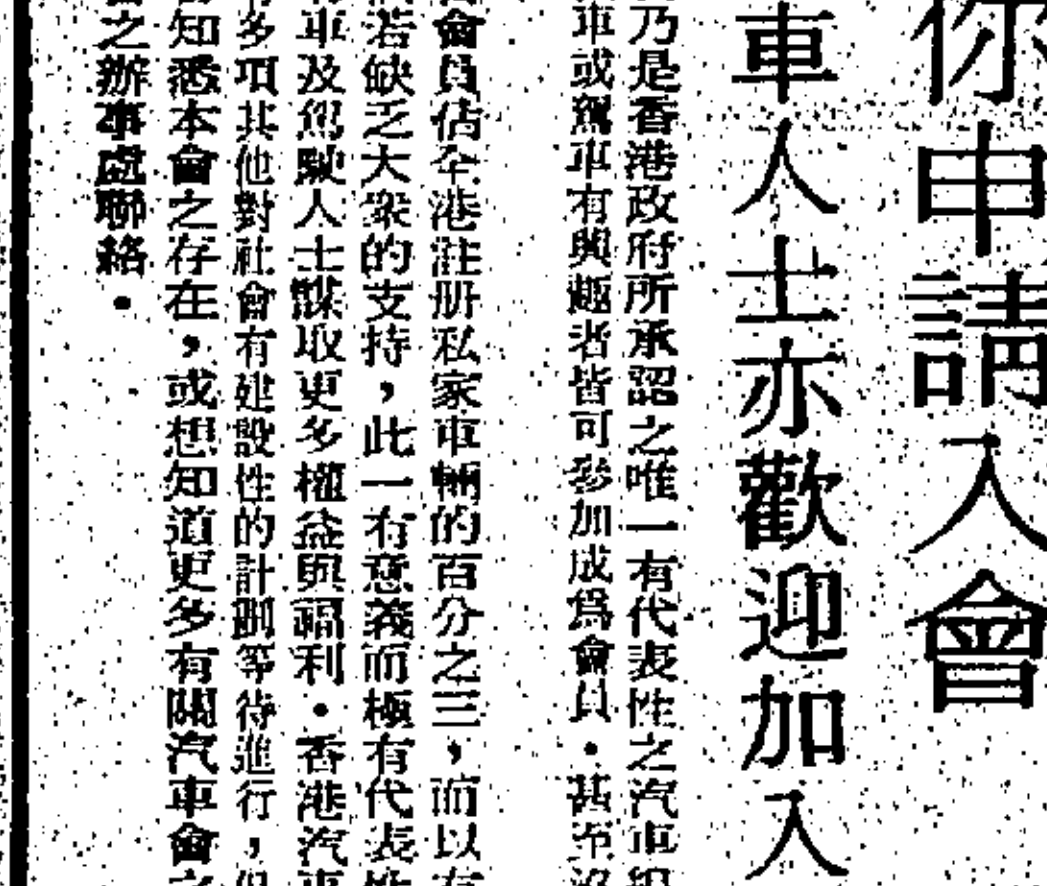 你申請入會
車人士亦歡迎加入
乃是香港政府所承認之唯一有代表性之汽車組
車或駕車有興趣者皆可參加成爲會員．甚至沒
會員佔全港註册私家車輛的百分之三，而以有
若缺乏大衆的支持，此一有意義而極有代表性
車及駕駛人士謀取更多權益與福利．香港汽車
多項其他對社會有建設性的計劃等待進行，但
知悉本會之存在，或想知道更多有關汽車會之
之辦事處聯絡．